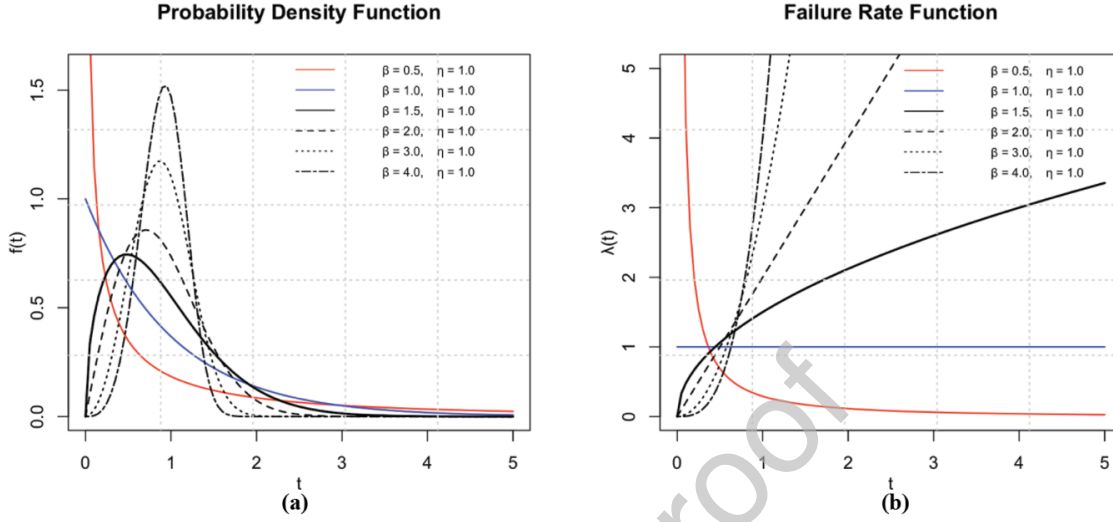 Probability Density Function
f(t)
1.5
1.0
0.5
0.0
β = 0.5, η = 1.0
β = 1.0, η = 1.0
β = 1.5, η = 1.0
β = 2.0, η = 1.0
β = 3.0, η = 1.0
β = 4.0, η = 1.0
0 1 2 3 4 5
t
(a)
Failure Rate Function
λ(t)
5
4
3
2
1
0
β = 0.5, η = 1.0
β = 1.0, η = 1.0
β = 1.5, η = 1.0
β = 2.0, η = 1.0
β = 3.0, η = 1.0
β = 4.0, η = 1.0
0 1 2 3 4 5
t
(b)
roof